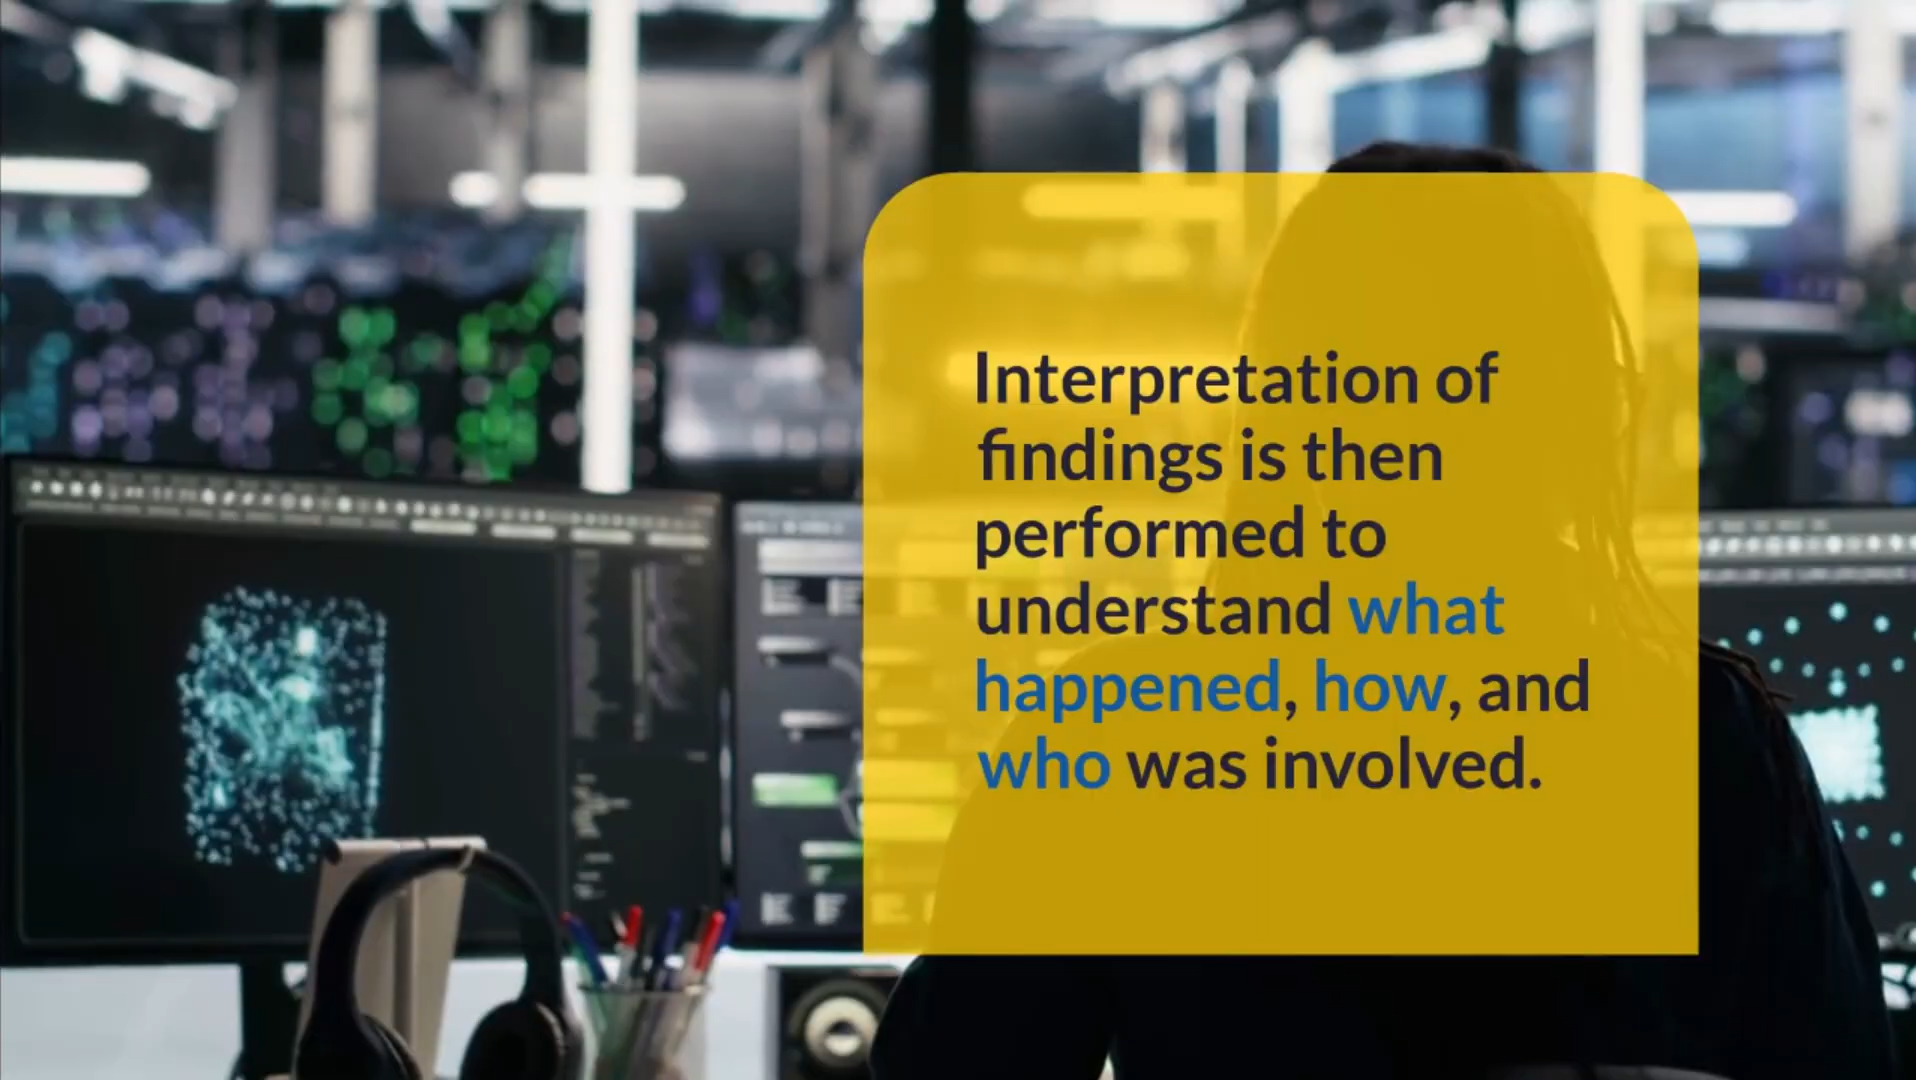 Interpretation of
findings is then
performed to
understand what
happened, how, and
who was involved.